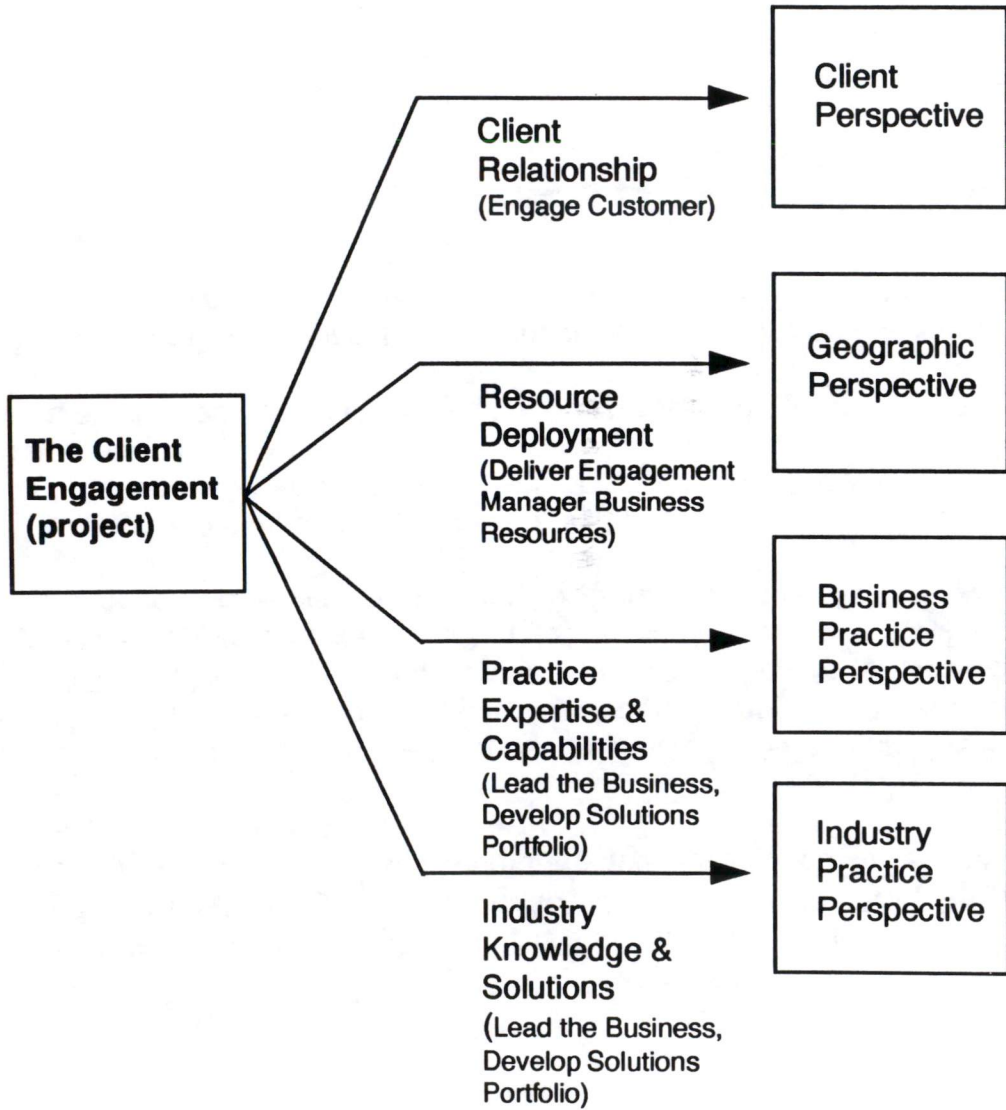 Client
Perspective
Client
Relationship
(Engage Customer)
Geographic
Perspective
Resource
Deployment
(Deliver Engagement
Manager Business
Resources)
The Client
Engagement
(project)
Business
Practice
Perspective
Practice
Expertise &
Capabilities
(Lead the Business,
Develop Solutions
Portfolio)
Industry
Practice
Perspective
Industry
Knowledge &
Solutions
(Lead the Business,
Develop Solutions
Portfolio)